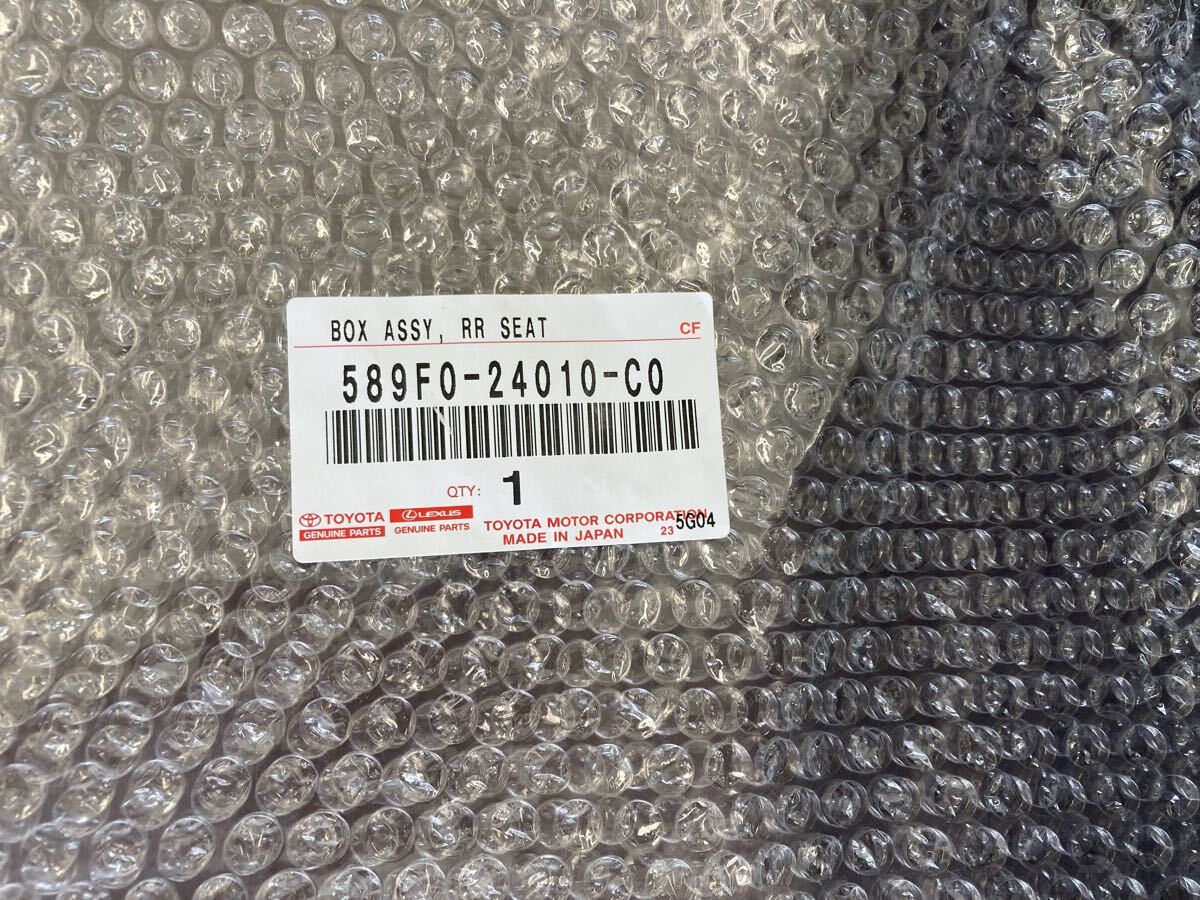 BOX ASSY, RR SEAT
CF
589F0-24010-C0
QTY: 1
TOYOTA
GENUINE PARTS
LEXUS
GENUINE PARTS
TOYOTA MOTOR CORPORATION
MADE IN JAPAN
23 5G04